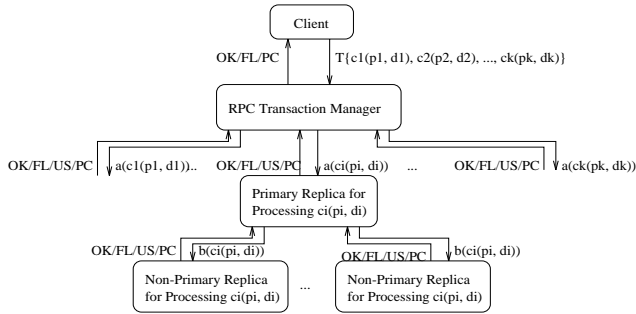 Client
OK/FL/PC
T{c1(p1, d1), c2(p2, d2), ..., ck(pk, dk)}
RPC Transaction Manager
OK/FL/US/PC
a(c1(p1, d1))..
OK/FL/US/PC
a(ci(pi, di))
...
OK/FL/US/PC
a(ck(pk, dk))
Primary Replica for
Processing ci(pi, di)
OK/FL/US/PC
b(ci(pi, di))
OK/FL/US/PC
b(ci(pi, di))
Non-Primary Replica
for Processing ci(pi, di)
...
Non-Primary Replica
for Processing ci(pi, di)